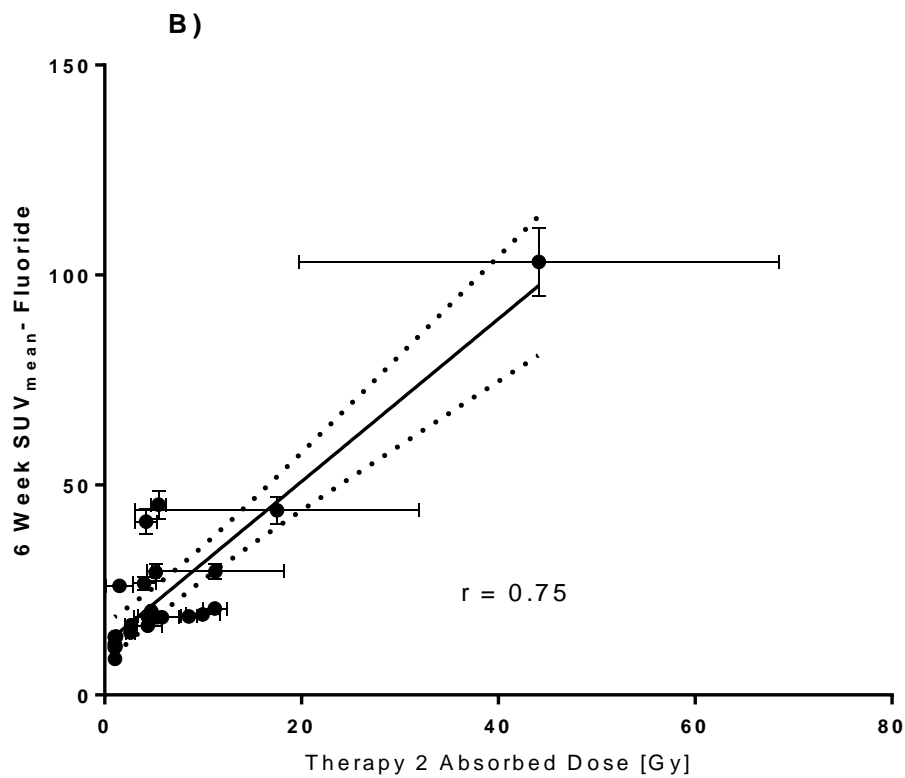 B)
150
100
50
0
6 Week SUVmean- Fluoride
r = 0.75
0 20 40 60 80
Therapy 2 Absorbed Dose [Gy]